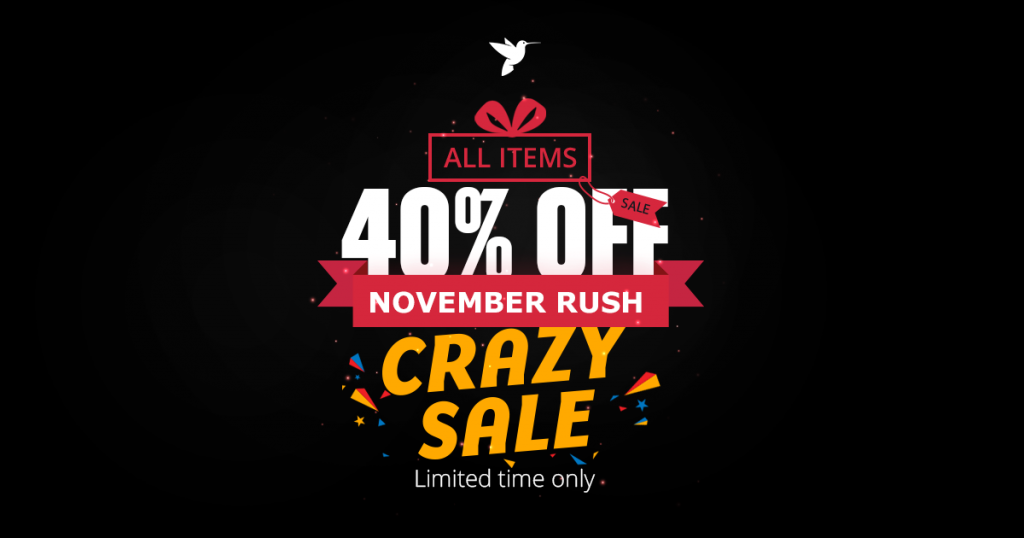 ALL ITEMS
40% OFF
SALE
NOVEMBER RUSH
CRAZY
SALE
Limited time only